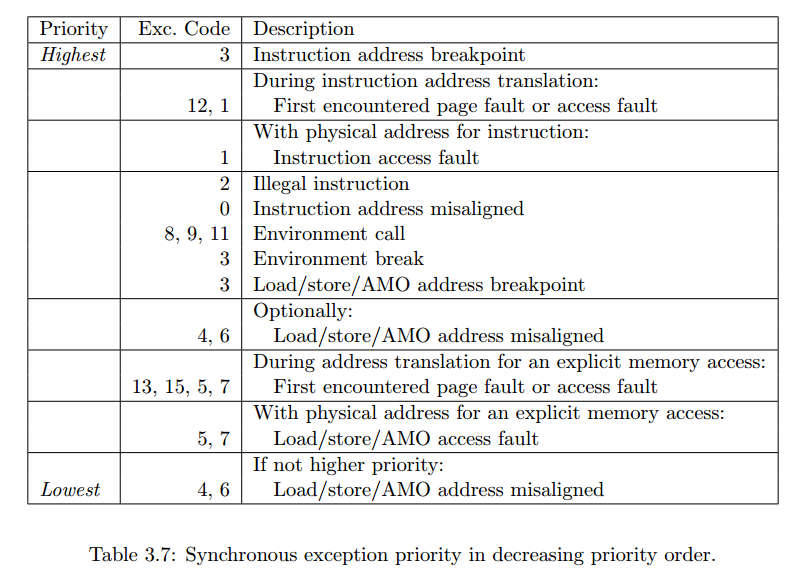 Priority Exc. Code Description
Highest 3 Instruction address breakpoint
During instruction address translation:
12, 1 First encountered page fault or access fault
With physical address for instruction:
1 Instruction access fault
2 Illegal instruction
0 Instruction address misaligned
8, 9, 11 Environment call
3 Environment break
3 Load/store/AMO address breakpoint
Optionally:
4, 6 Load/store/AMO address misaligned
During address translation for an explicit memory access:
13, 15, 5, 7 First encountered page fault or access fault
With physical address for an explicit memory access:
5, 7 Load/store/AMO access fault
If not higher priority:
Lowest 4, 6 Load/store/AMO address misaligned
Table 3.7: Synchronous exception priority in decreasing priority order.